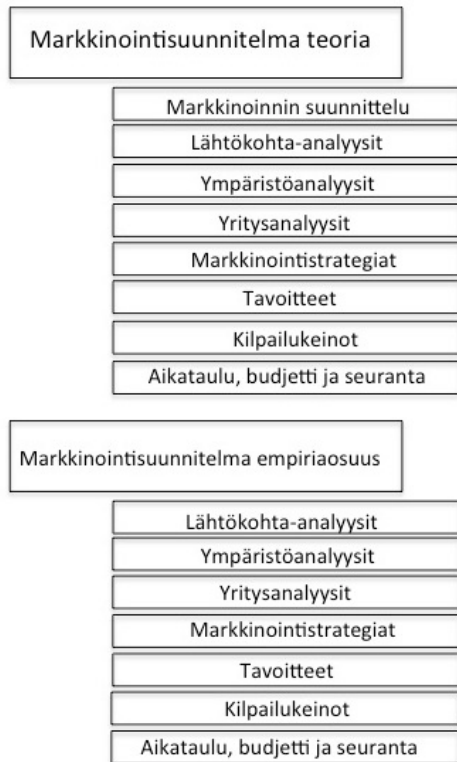 Markkinointisuunnitelma teoria
Markkinoinnin suunnittelu
Lähtökohta-analyysit
Ympäristöanalyysit
Yritysanalyysit
Markkinointistrategiat
Tavoitteet
Kilpailukeinot
Aikataulu, budjetti ja seuranta
Markkinointisuunnitelma empiriaosuus
Lähtökohta-analyysit
Ympäristöanalyysit
Yritysanalyysit
Markkinointistrategiat
Tavoitteet
Kilpailukeinot
Aikataulu, budjetti ja seuranta